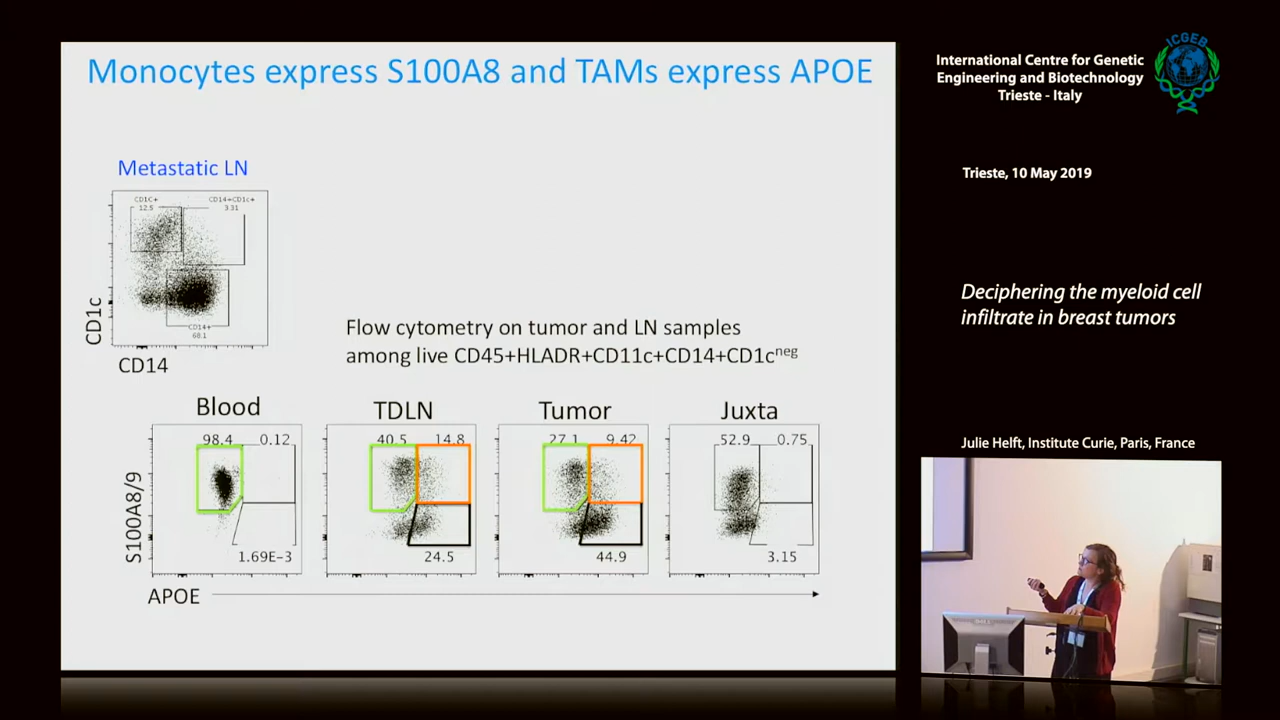 Monocytes express S100A8 and TAMs express APOE
Metastatic LN
CD1C+
12.5
CD14+CD1c+
3.31
CD14+
68.1
CD1c
CD14
Flow cytometry on tumor and LN samples
among live CD45+HLADR+CD11c+CD14+CD1cneg
Blood
TDLN
Tumor
Juxta
98.4
0.12
40.5
14.8
27.1
9.42
52.9
0.75
S100A8/9
1.69E-3
24.5
44.9
3.15
APOE
ICGEB
International Centre for Genetic
Engineering and Biotechnology
Trieste - Italy
Trieste, 10 May 2019
Deciphering the myeloid cell
infiltrate in breast tumors
Julie Helft, Institute Curie, Paris, France
DELL